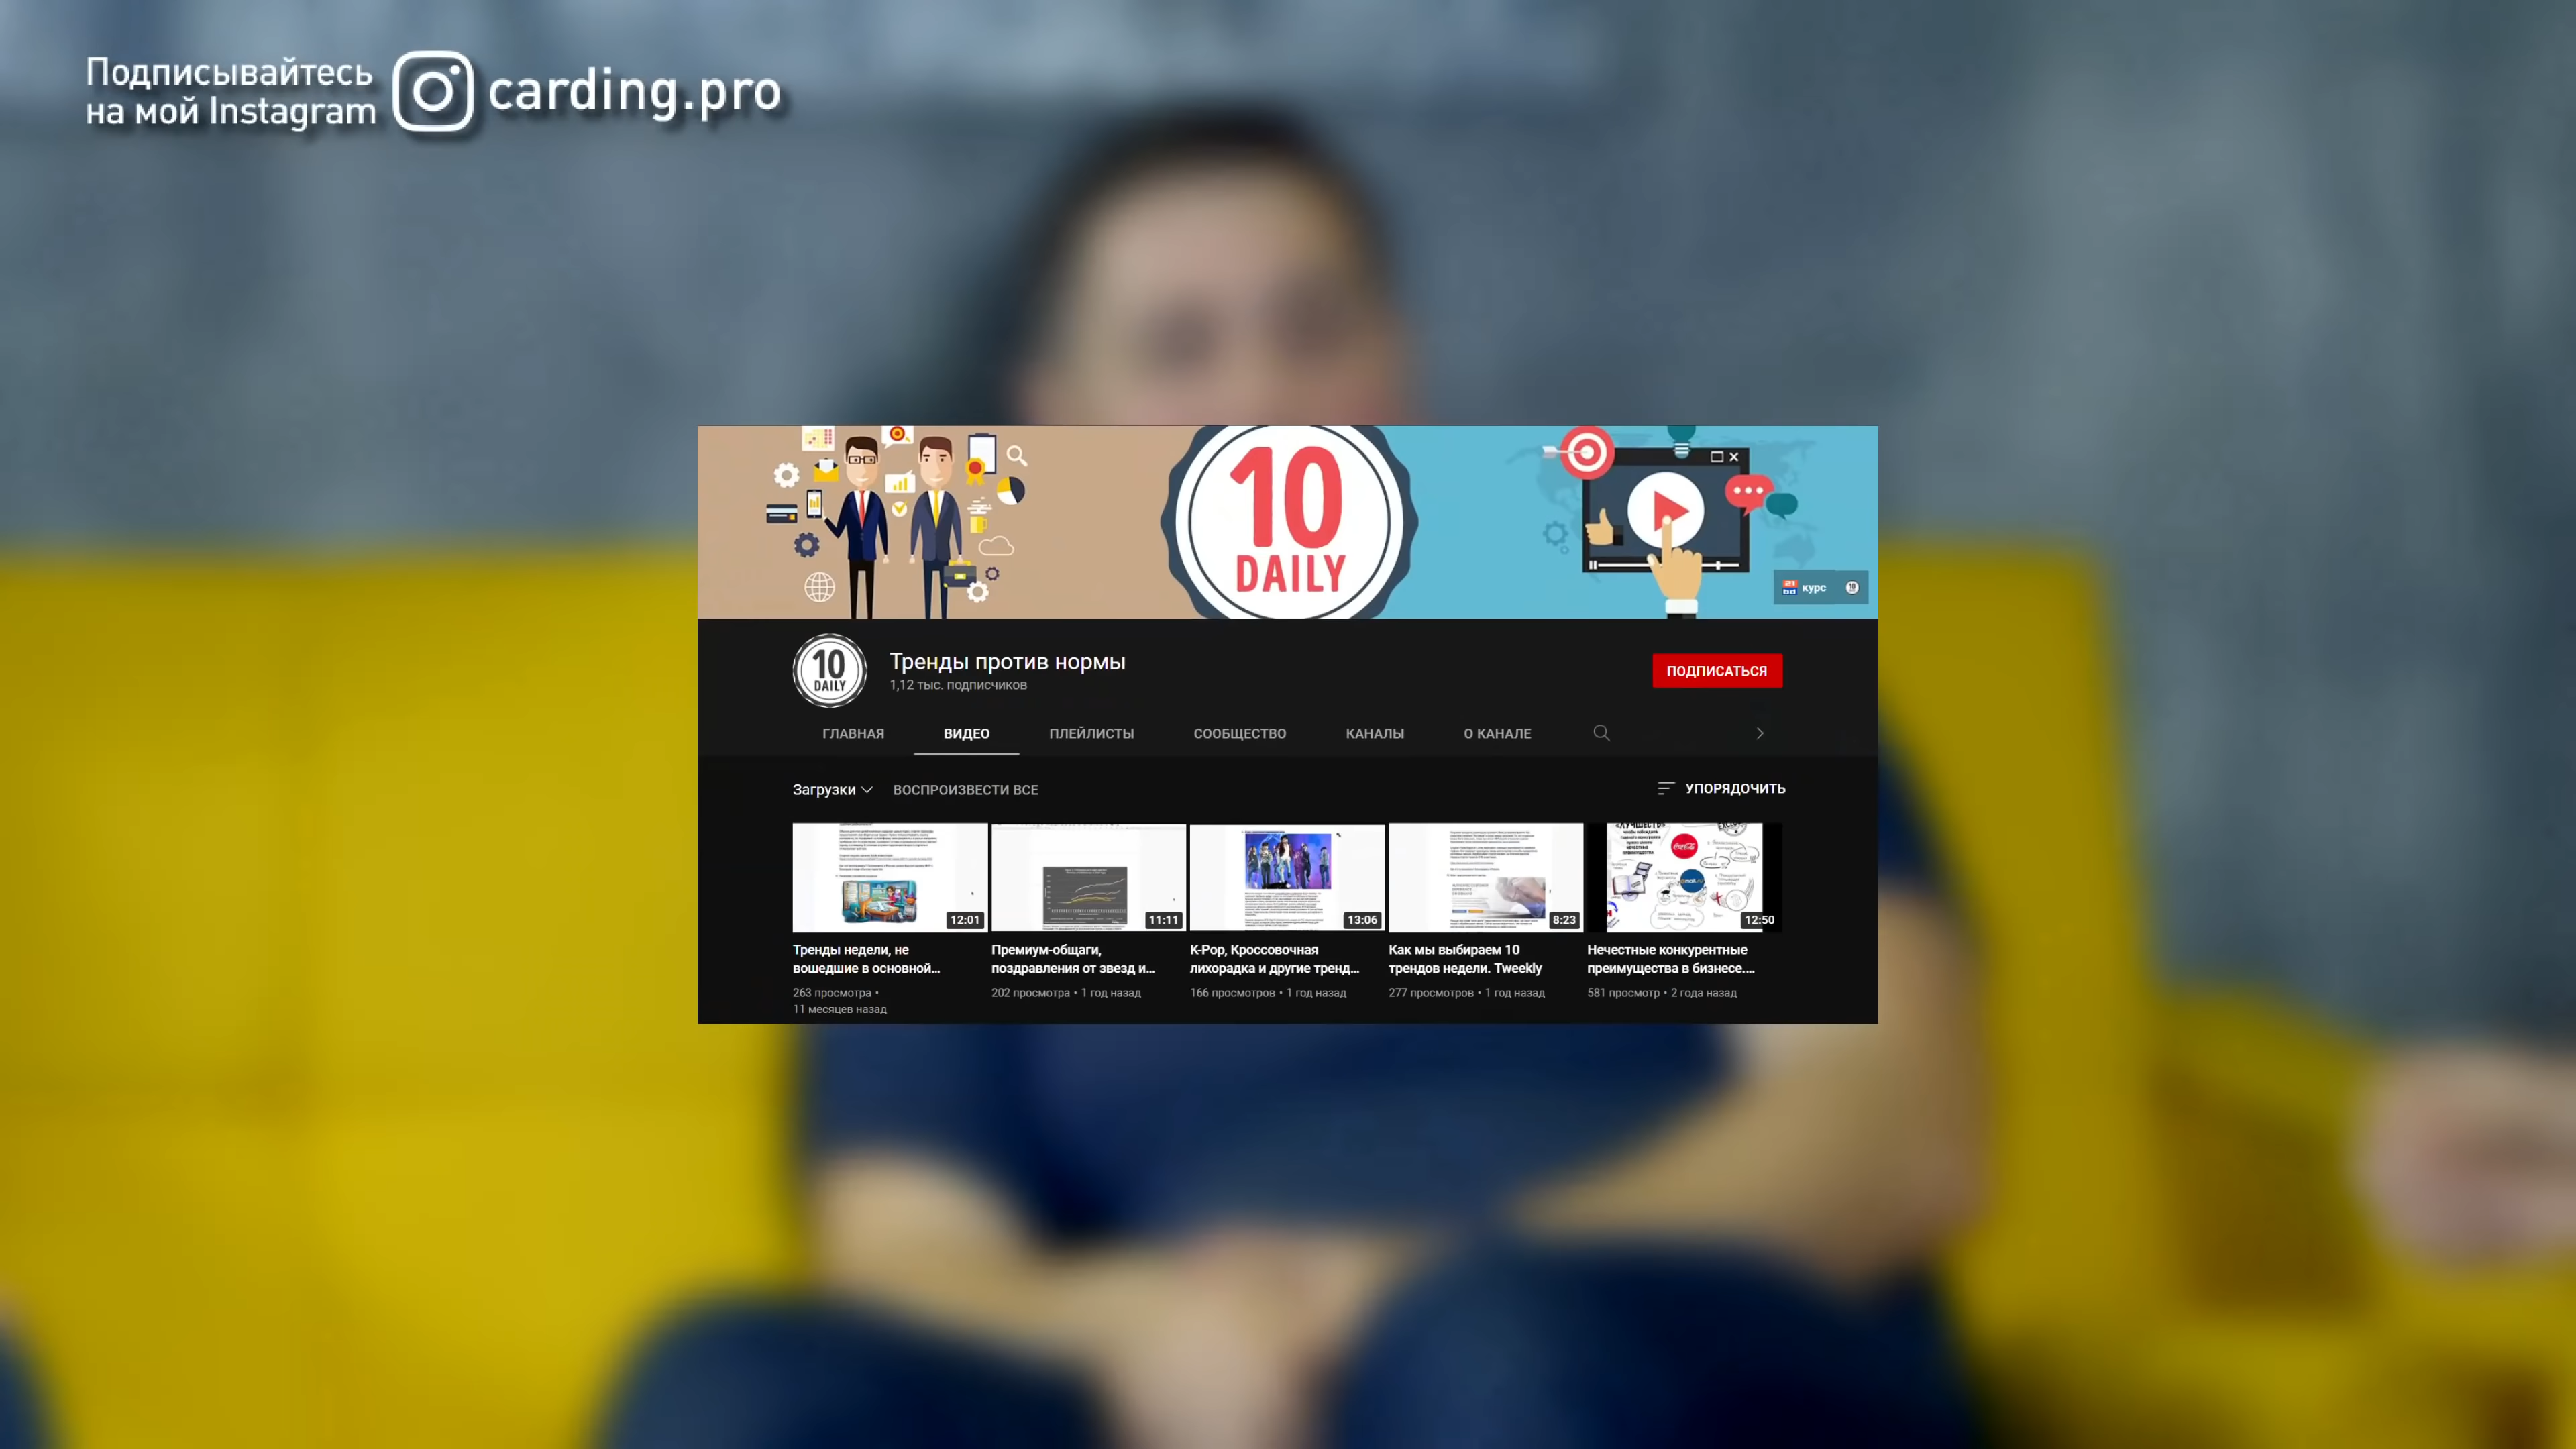 Подписывайтесь
на мой Instagram
carding.pro
10
DAILY
курс
10
DAILY
Тренды против нормы
1,12 тыс. подписчиков
ПОДПИСАТЬСЯ
ГЛАВНАЯ ВИДЕО ПЛЕЙЛИСТЫ СООБЩЕСТВО КАНАЛЫ О КАНАЛЕ
Загрузки ВОСПРОИЗВЕСТИ ВСЕ УПОРЯДОЧИТЬ
12:01 11:11 13:06 8:23 12:50
Тренды недели, не
вошедшие в основной...
263 просмотра •
11 месяцев назад
Премиум-общаги,
поздравления от звезд и...
202 просмотра • 1 год назад
K-Pop, Кроссовочная
лихорадка и другие тренд...
166 просмотров • 1 год назад
Как мы выбираем 10
трендов недели. Tweekly
277 просмотров • 1 год назад
Нечестные конкурентные
преимущества в бизнесе....
581 просмотр • 2 года назад